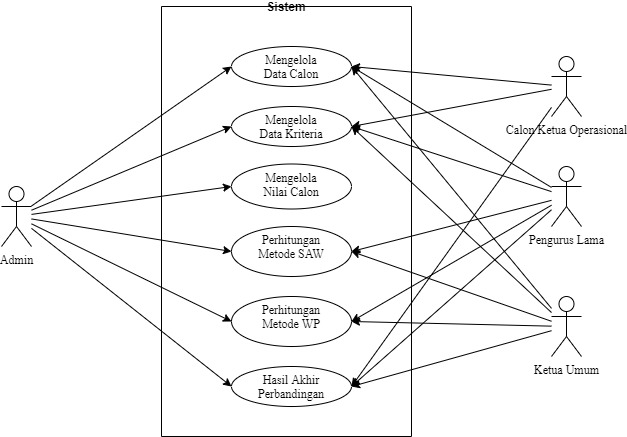 Sistem
Mengelola
Data Calon
Mengelola
Data Kriteria
Mengelola
Nilai Calon
Perhitungan
Metode SAW
Perhitungan
Metode WP
Hasil Akhir
Perbandingan
Admin
Calon Ketua Operasional
Pengurus Lama
Ketua Umum